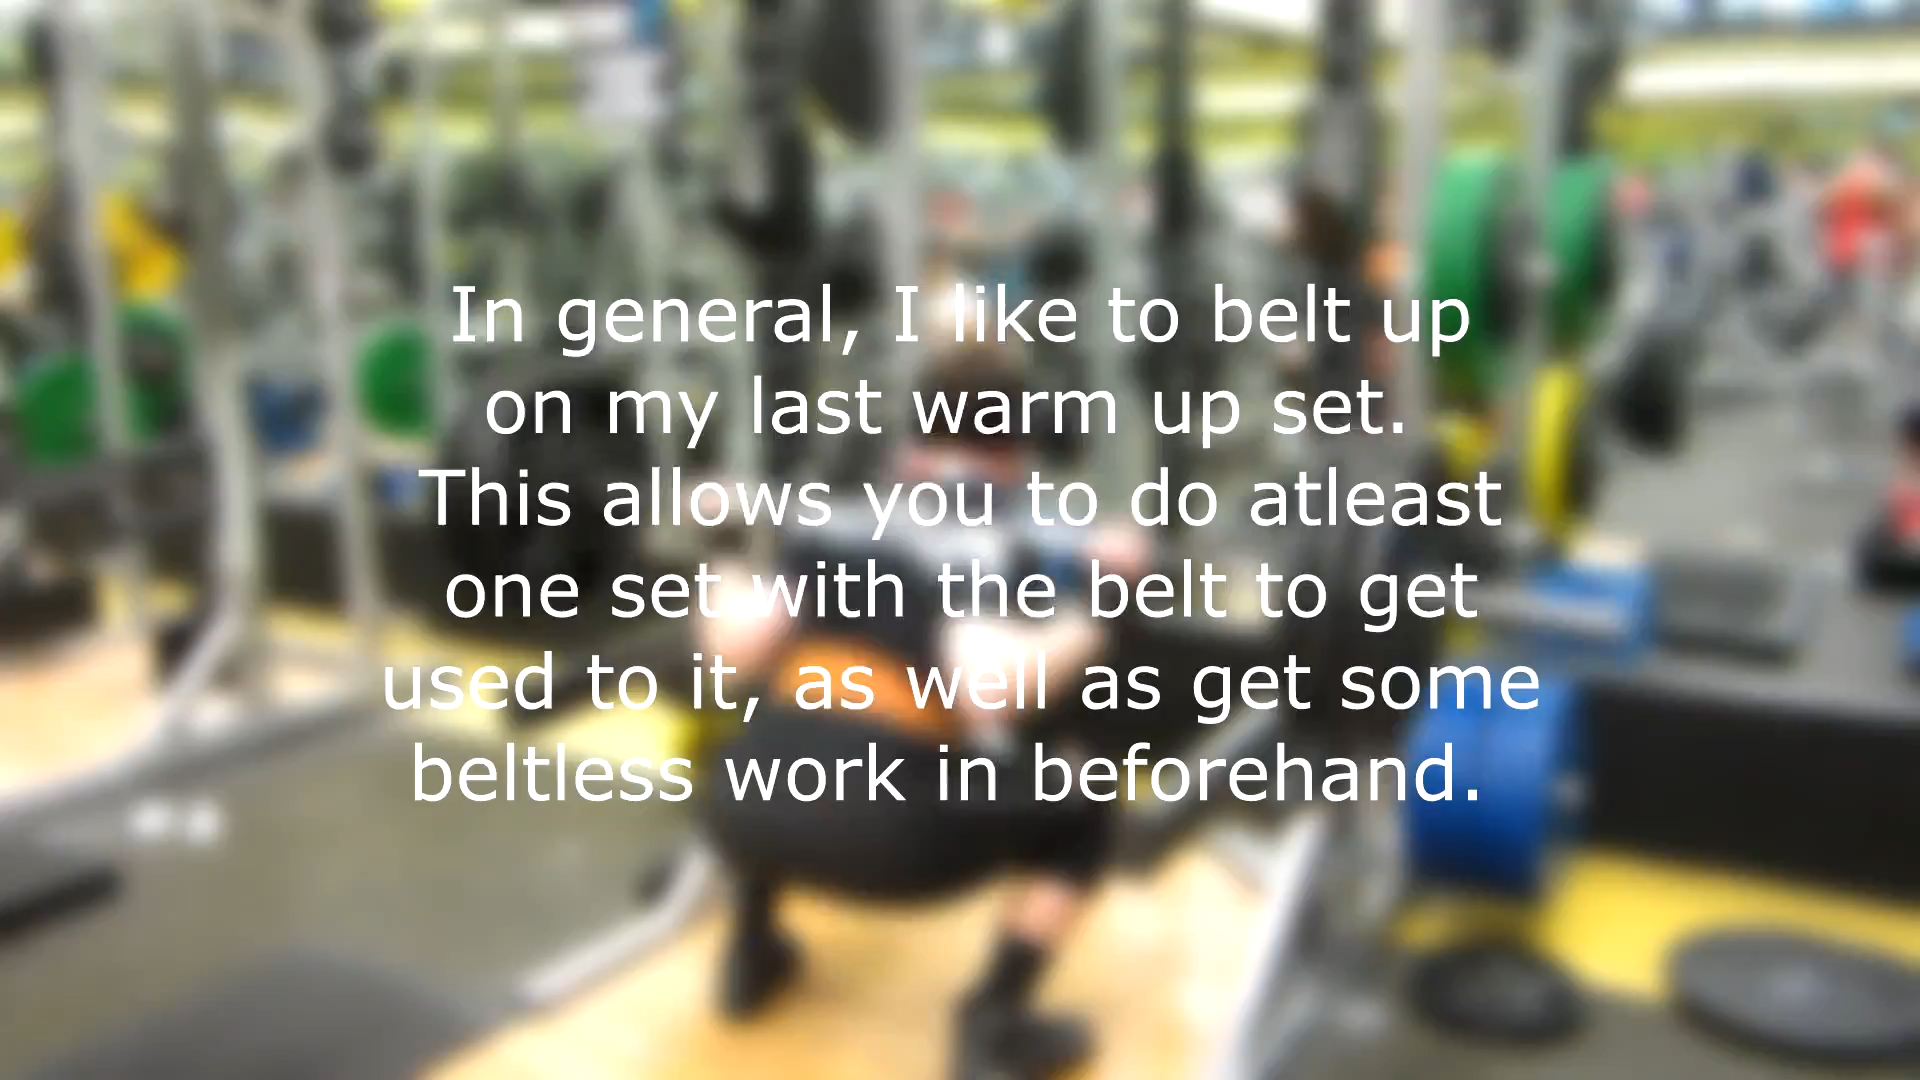 In general, I like to belt up
on my last warm up set.
This allows you to do atleast
one set with the belt to get
used to it, as well as get some
beltless work in beforehand.